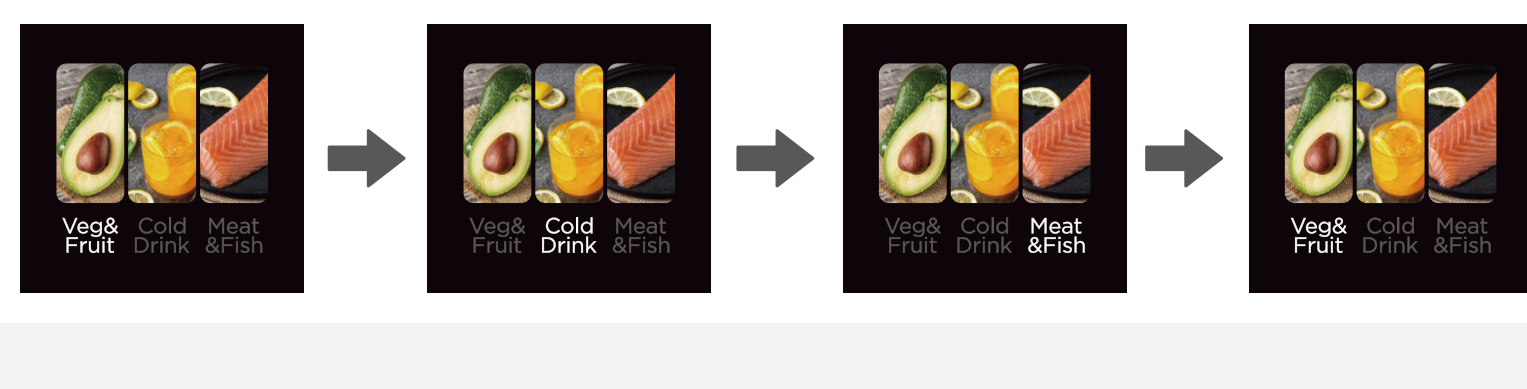 Veg&
Fruit
Cold
Drink
Meat
&Fish
Veg&
Fruit
Cold
Drink
Meat
&Fish
Veg&
Fruit
Cold
Drink
Meat
&Fish
Veg&
Fruit
Cold
Drink
Meat
&Fish